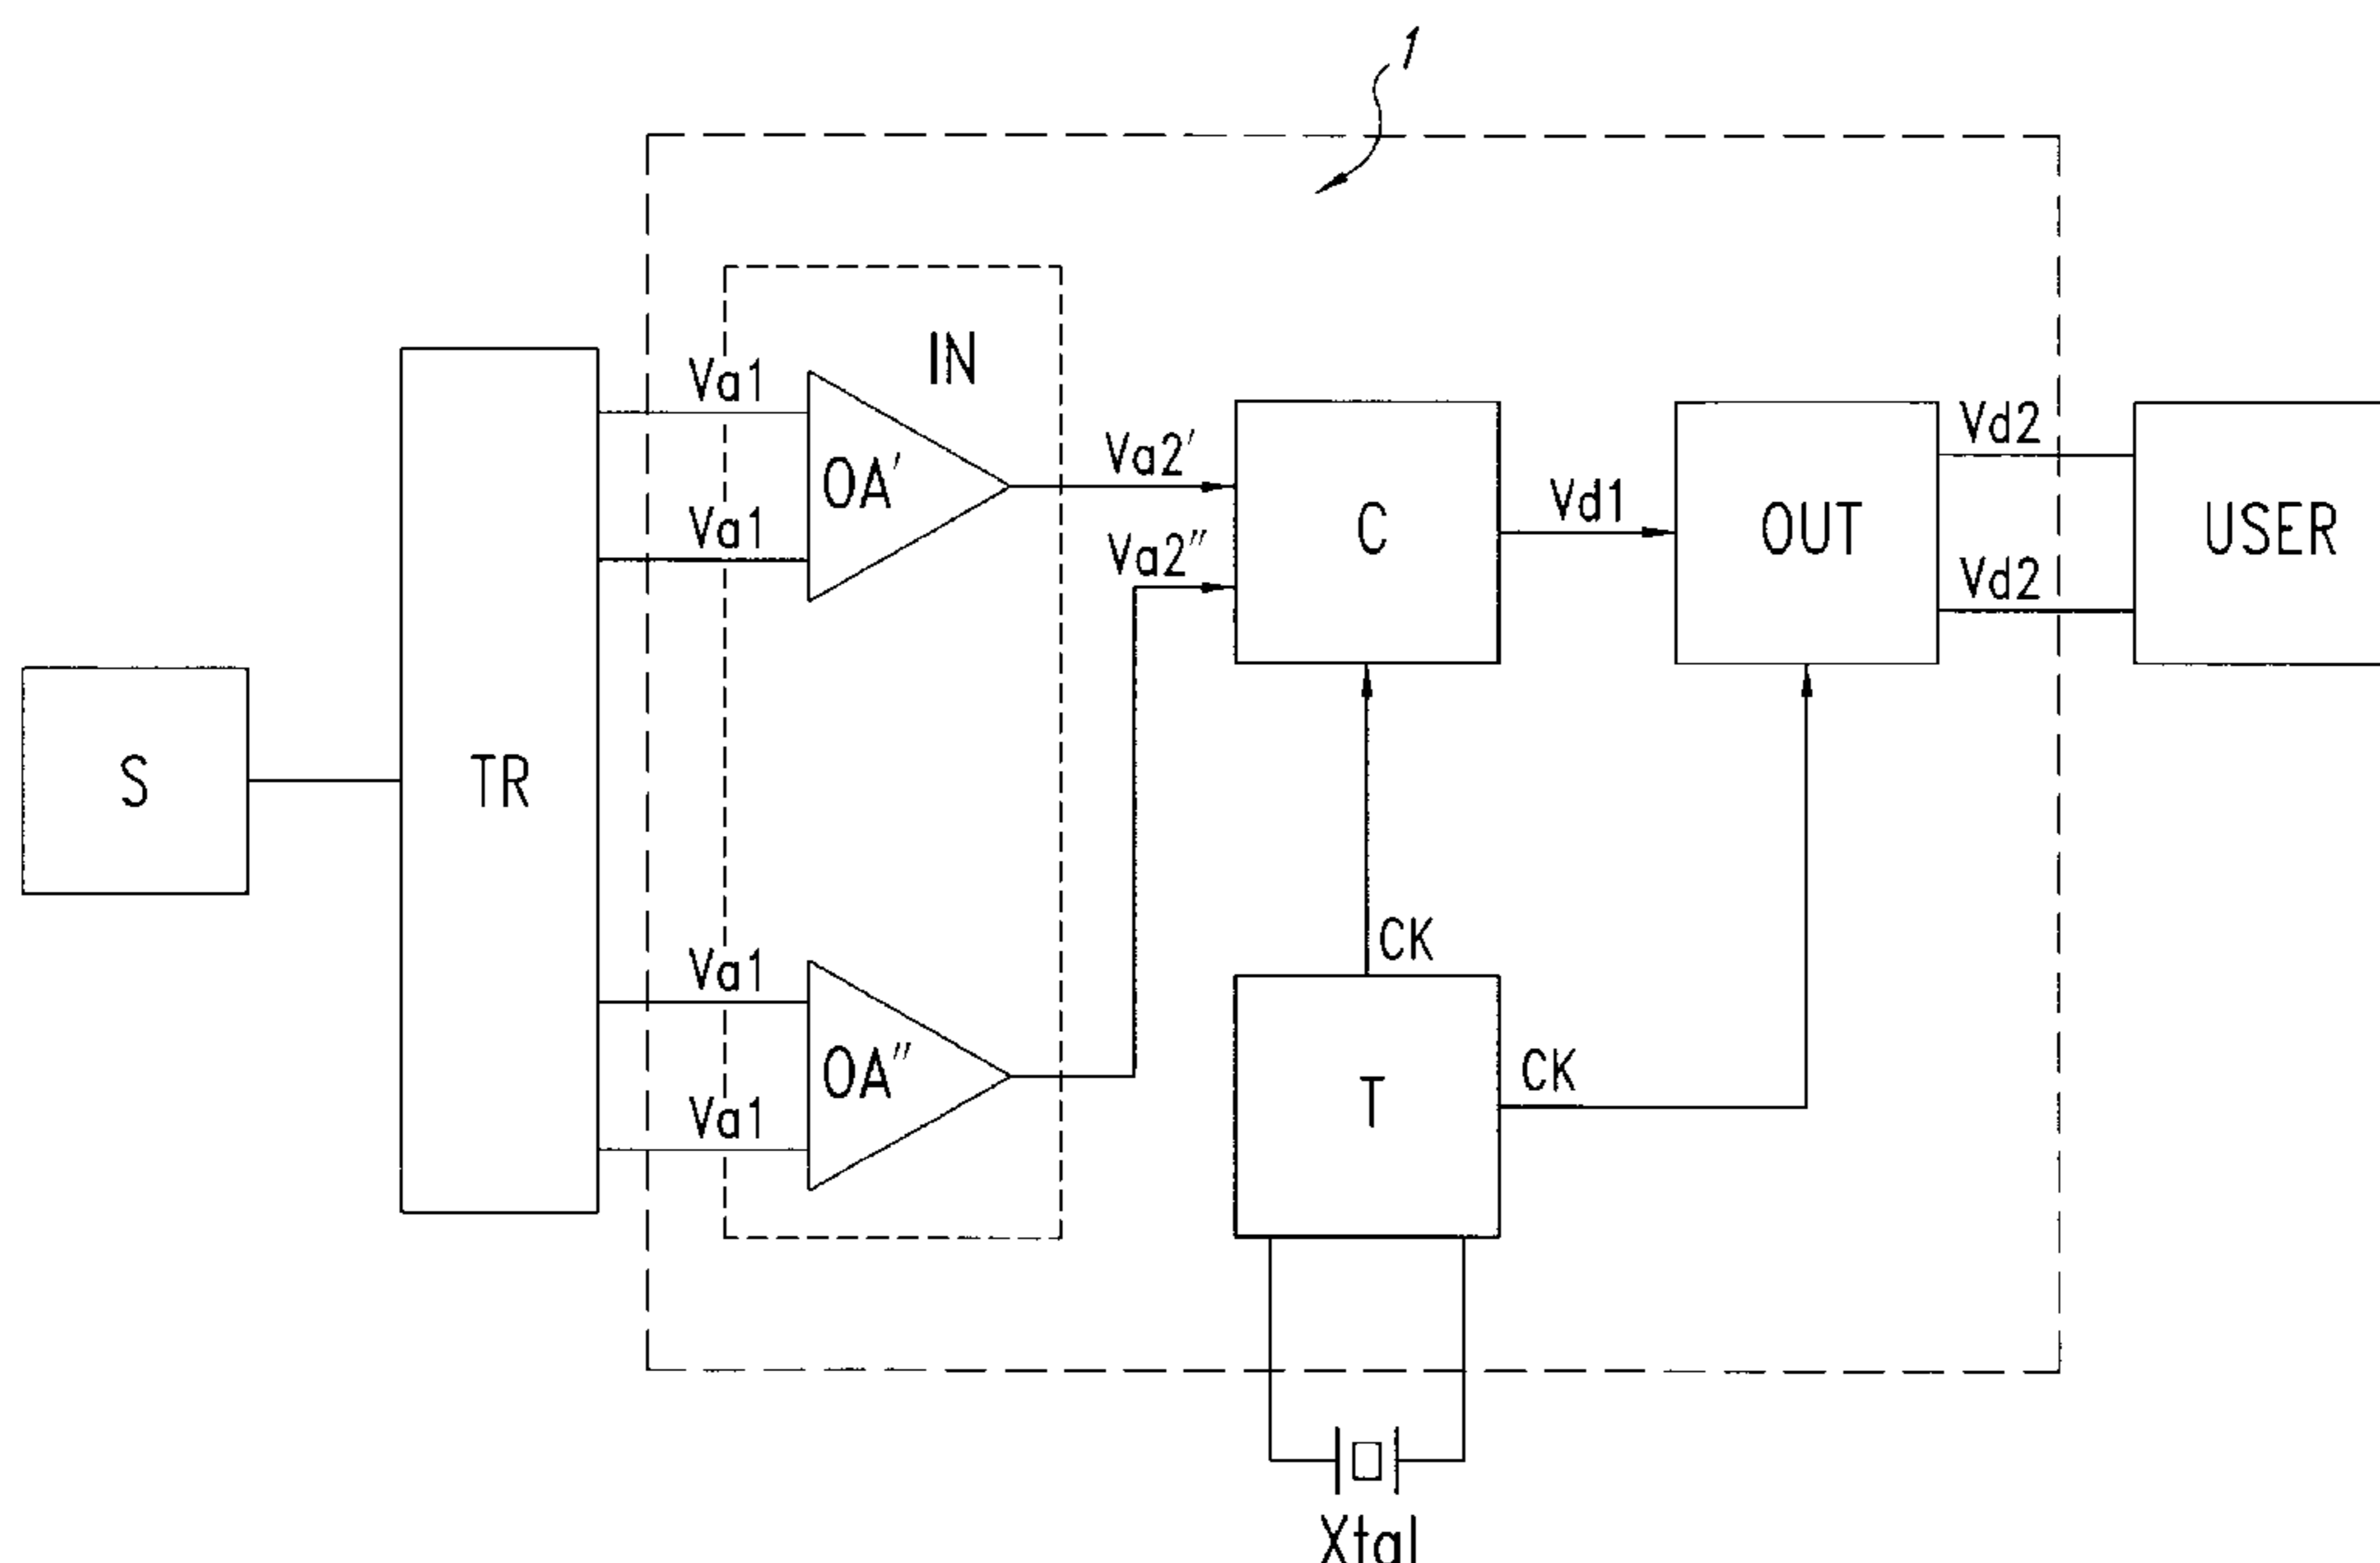 1
IN
Va1
OA'
Va1
Va2'
Va2"
C
Vd1
OUT
Vd2
Vd2
USER
S
TR
CK
Va1
OA"
Va1
T
CK
Xtal